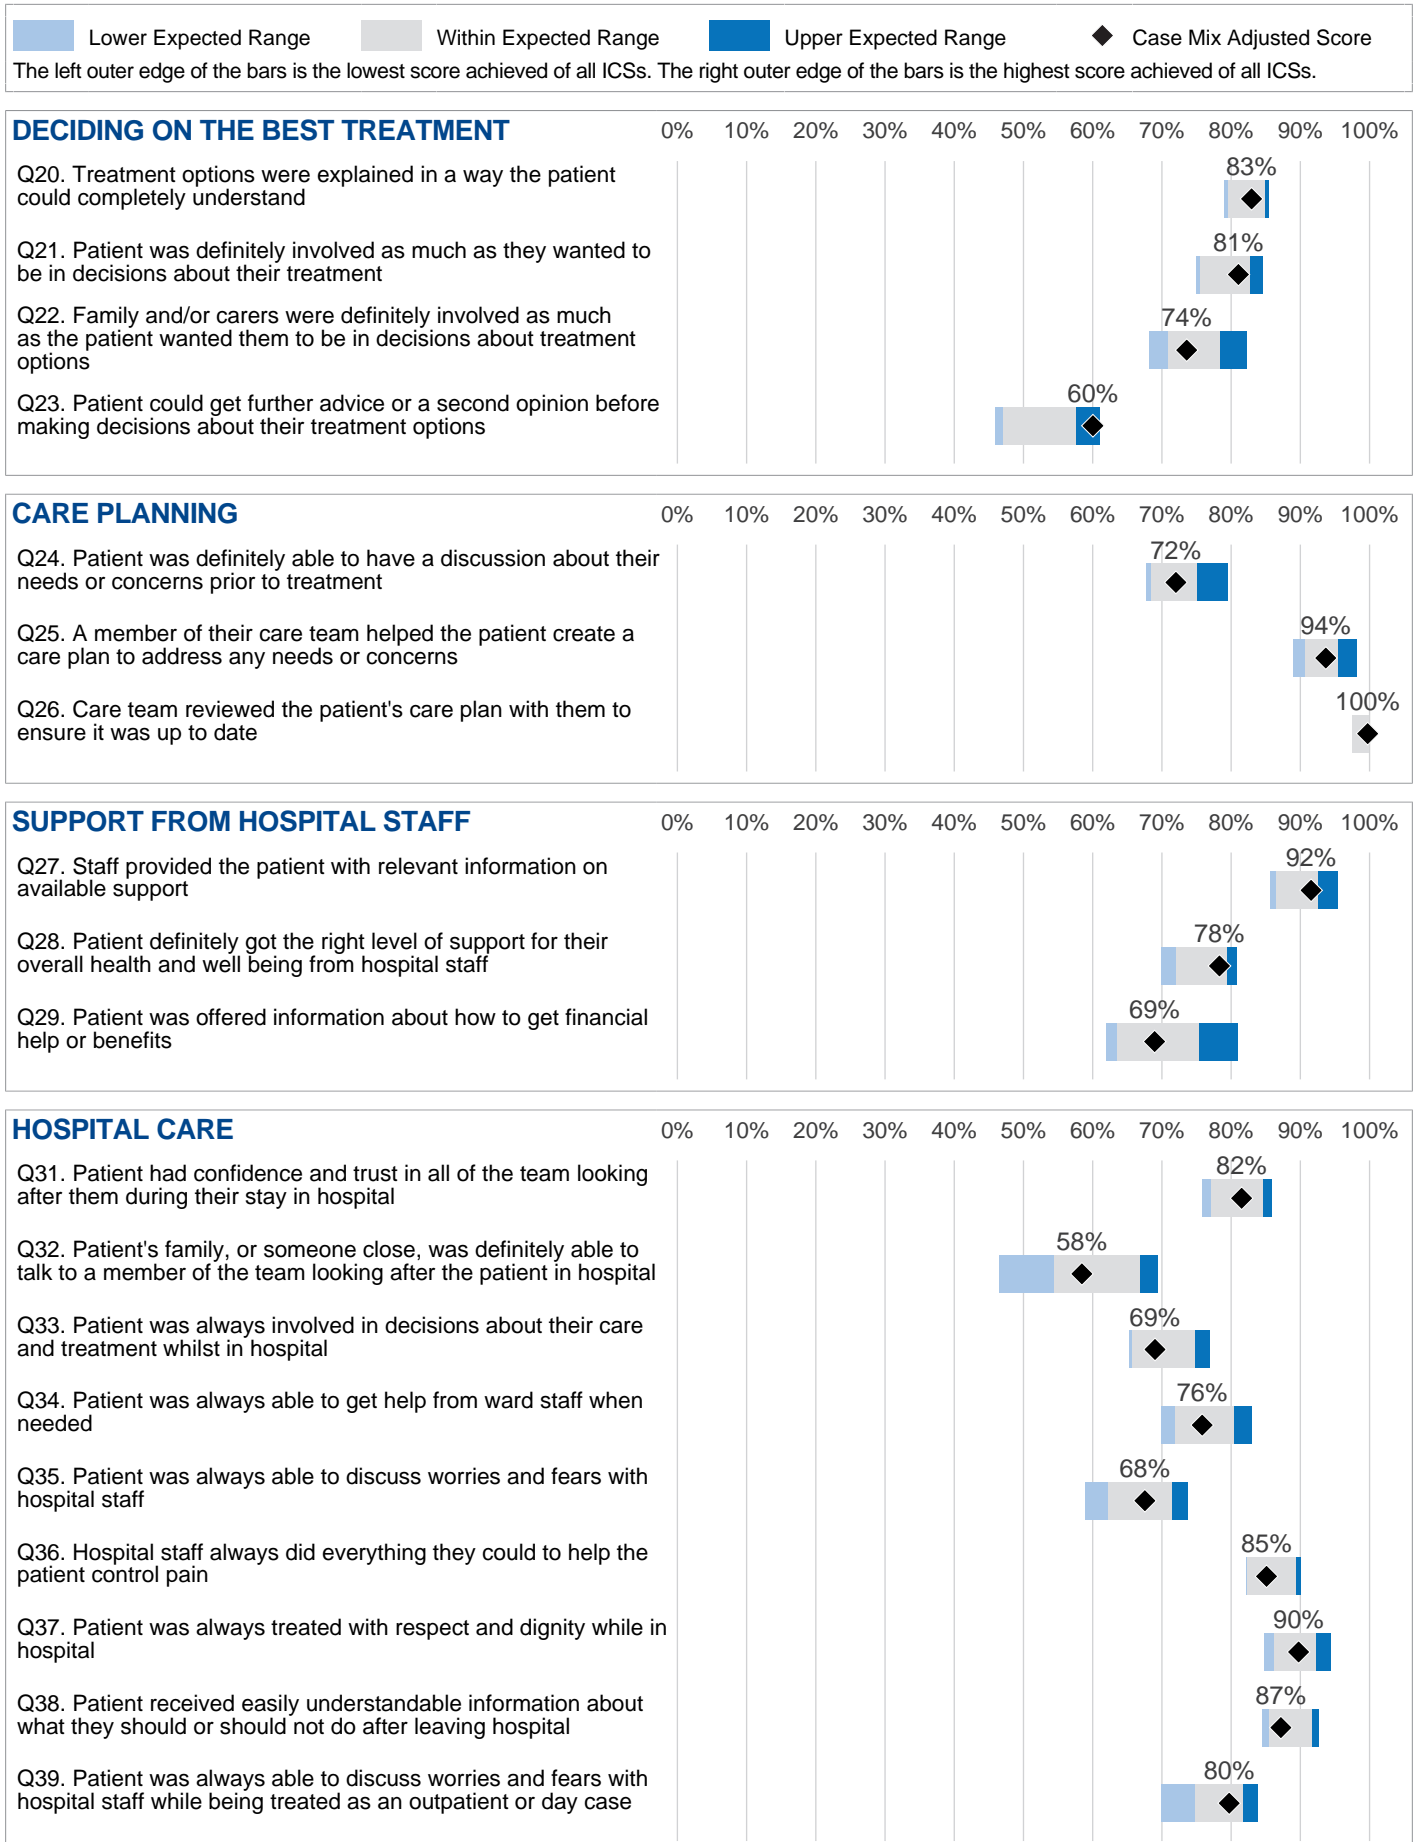 Lower Expected Range Within Expected Range Upper Expected Range Case Mix Adjusted Score
The left outer edge of the bars is the lowest score achieved of all ICSs. The right outer edge of the bars is the highest score achieved of all ICSs.
DECIDING ON THE BEST TREATMENT 0% 10% 20% 30% 40% 50% 60% 70% 80% 90% 100%
83%
Q20. Treatment options were explained in a way the patient
could completely understand
81%
Q21. Patient was definitely involved as much as they wanted to
be in decisions about their treatment
74%
Q22. Family and/or carers were definitely involved as much
as the patient wanted them to be in decisions about treatment
options
60%
Q23. Patient could get further advice or a second opinion before
making decisions about their treatment options
CARE PLANNING 0% 10% 20% 30% 40% 50% 60% 70% 80% 90% 100%
72%
Q24. Patient was definitely able to have a discussion about their
needs or concerns prior to treatment
94%
Q25. A member of their care team helped the patient create a
care plan to address any needs or concerns
100%
Q26. Care team reviewed the patient's care plan with them to
ensure it was up to date
SUPPORT FROM HOSPITAL STAFF 0% 10% 20% 30% 40% 50% 60% 70% 80% 90% 100%
92%
Q27. Staff provided the patient with relevant information on
available support
78%
Q28. Patient definitely got the right level of support for their
overall health and well being from hospital staff
69%
Q29. Patient was offered information about how to get financial
help or benefits
HOSPITAL CARE 0% 10% 20% 30% 40% 50% 60% 70% 80% 90% 100%
82%
Q31. Patient had confidence and trust in all of the team looking
after them during their stay in hospital
58%
Q32. Patient's family, or someone close, was definitely able to
talk to a member of the team looking after the patient in hospital
69%
Q33. Patient was always involved in decisions about their care
and treatment whilst in hospital
76%
Q34. Patient was always able to get help from ward staff when
needed
68%
Q35. Patient was always able to discuss worries and fears with
hospital staff
85%
Q36. Hospital staff always did everything they could to help the
patient control pain
90%
Q37. Patient was always treated with respect and dignity while in
hospital
87%
Q38. Patient received easily understandable information about
what they should or should not do after leaving hospital
80%
Q39. Patient was always able to discuss worries and fears with
hospital staff while being treated as an outpatient or day case